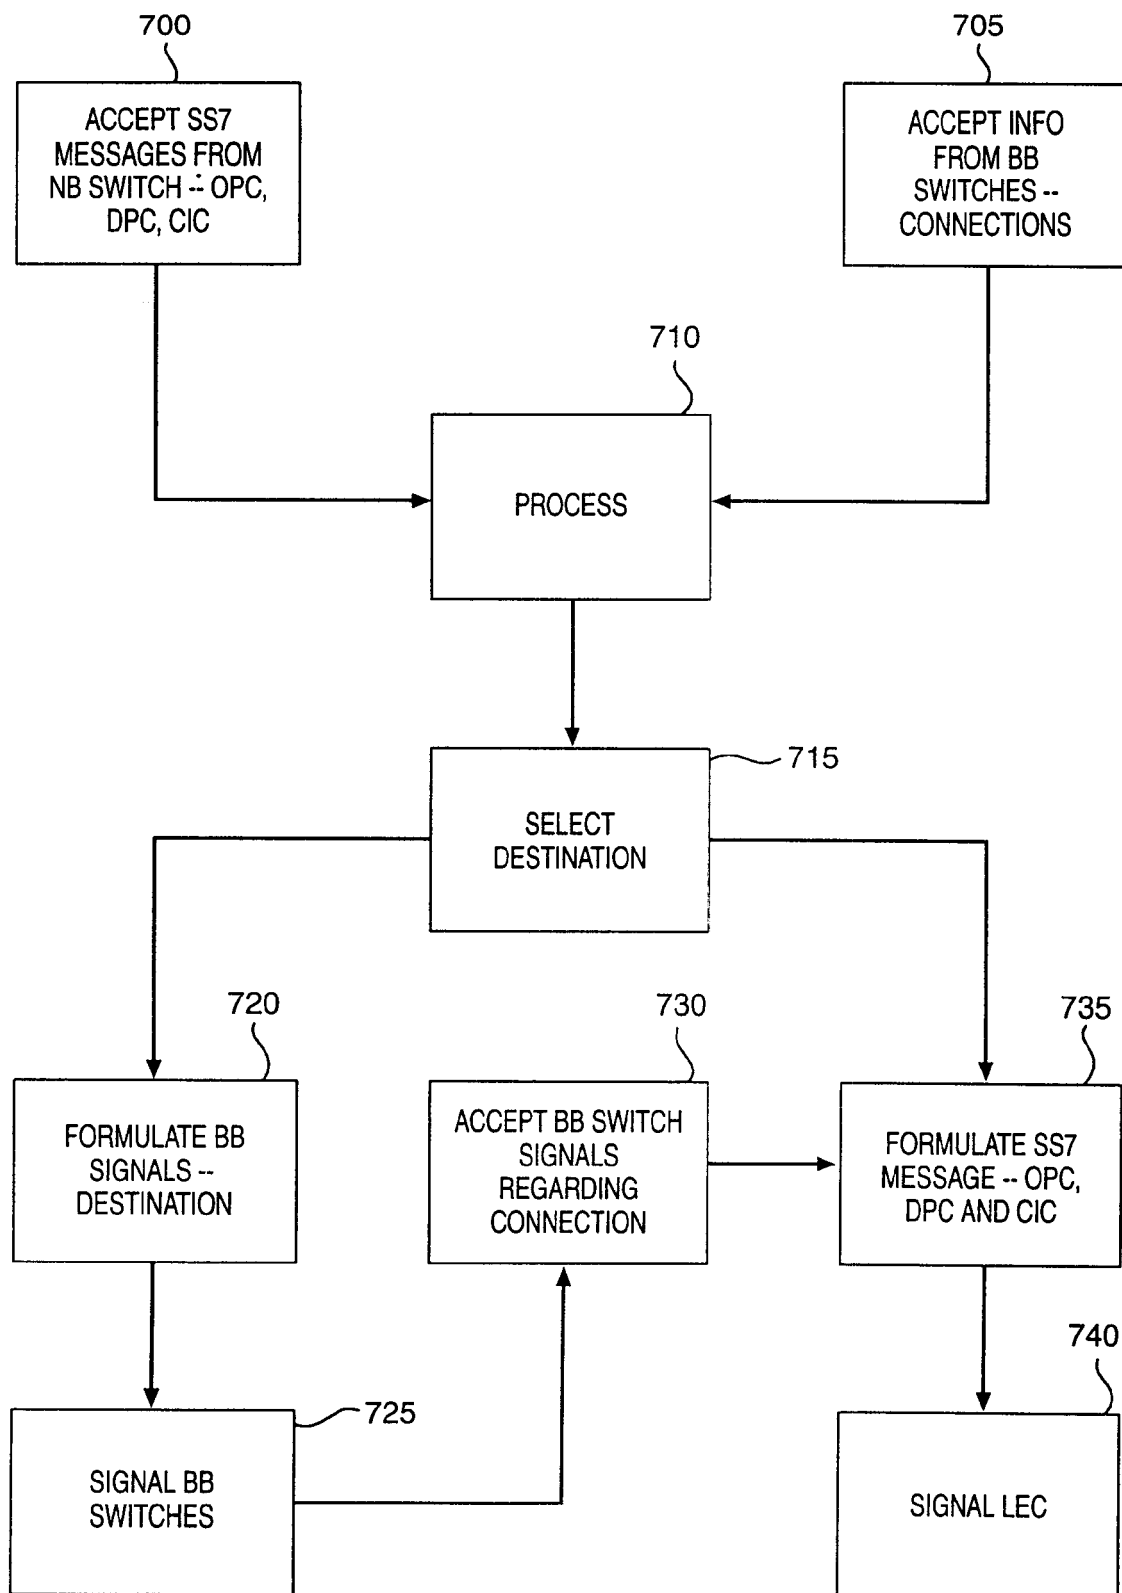 700
ACCEPT SS7
MESSAGES FROM
NB SWITCH -- OPC,
DPC, CIC
705
ACCEPT INFO
FROM BB
SWITCHES --
CONNECTIONS
710
PROCESS
715
SELECT
DESTINATION
720
FORMULATE BB
SIGNALS --
DESTINATION
730
ACCEPT BB SWITCH
SIGNALS
REGARDING
CONNECTION
735
FORMULATE SS7
MESSAGE -- OPC,
DPC AND CIC
725
SIGNAL BB
SWITCHES
740
SIGNAL LEC